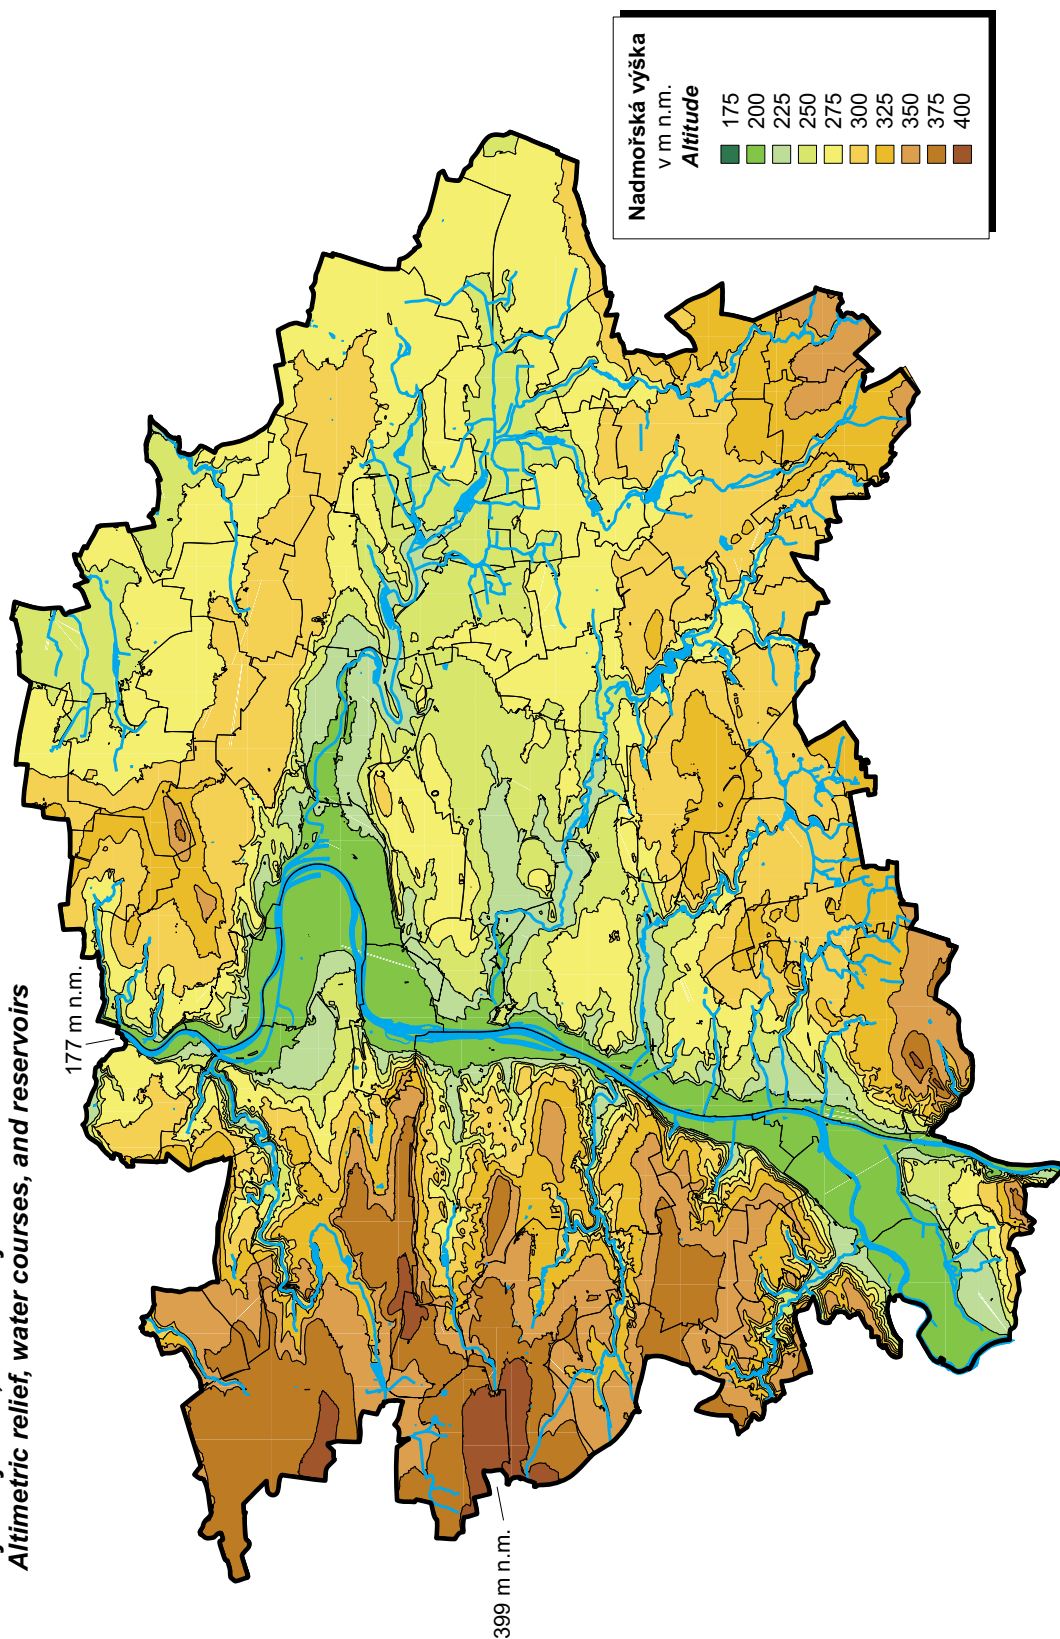 Altimetric relief, water courses, and reservoirs
177 m n.m.
399 m n.m.
Nadmořská výška
v m n.m.
Altitude
175
200
225
250
275
300
325
350
375
400